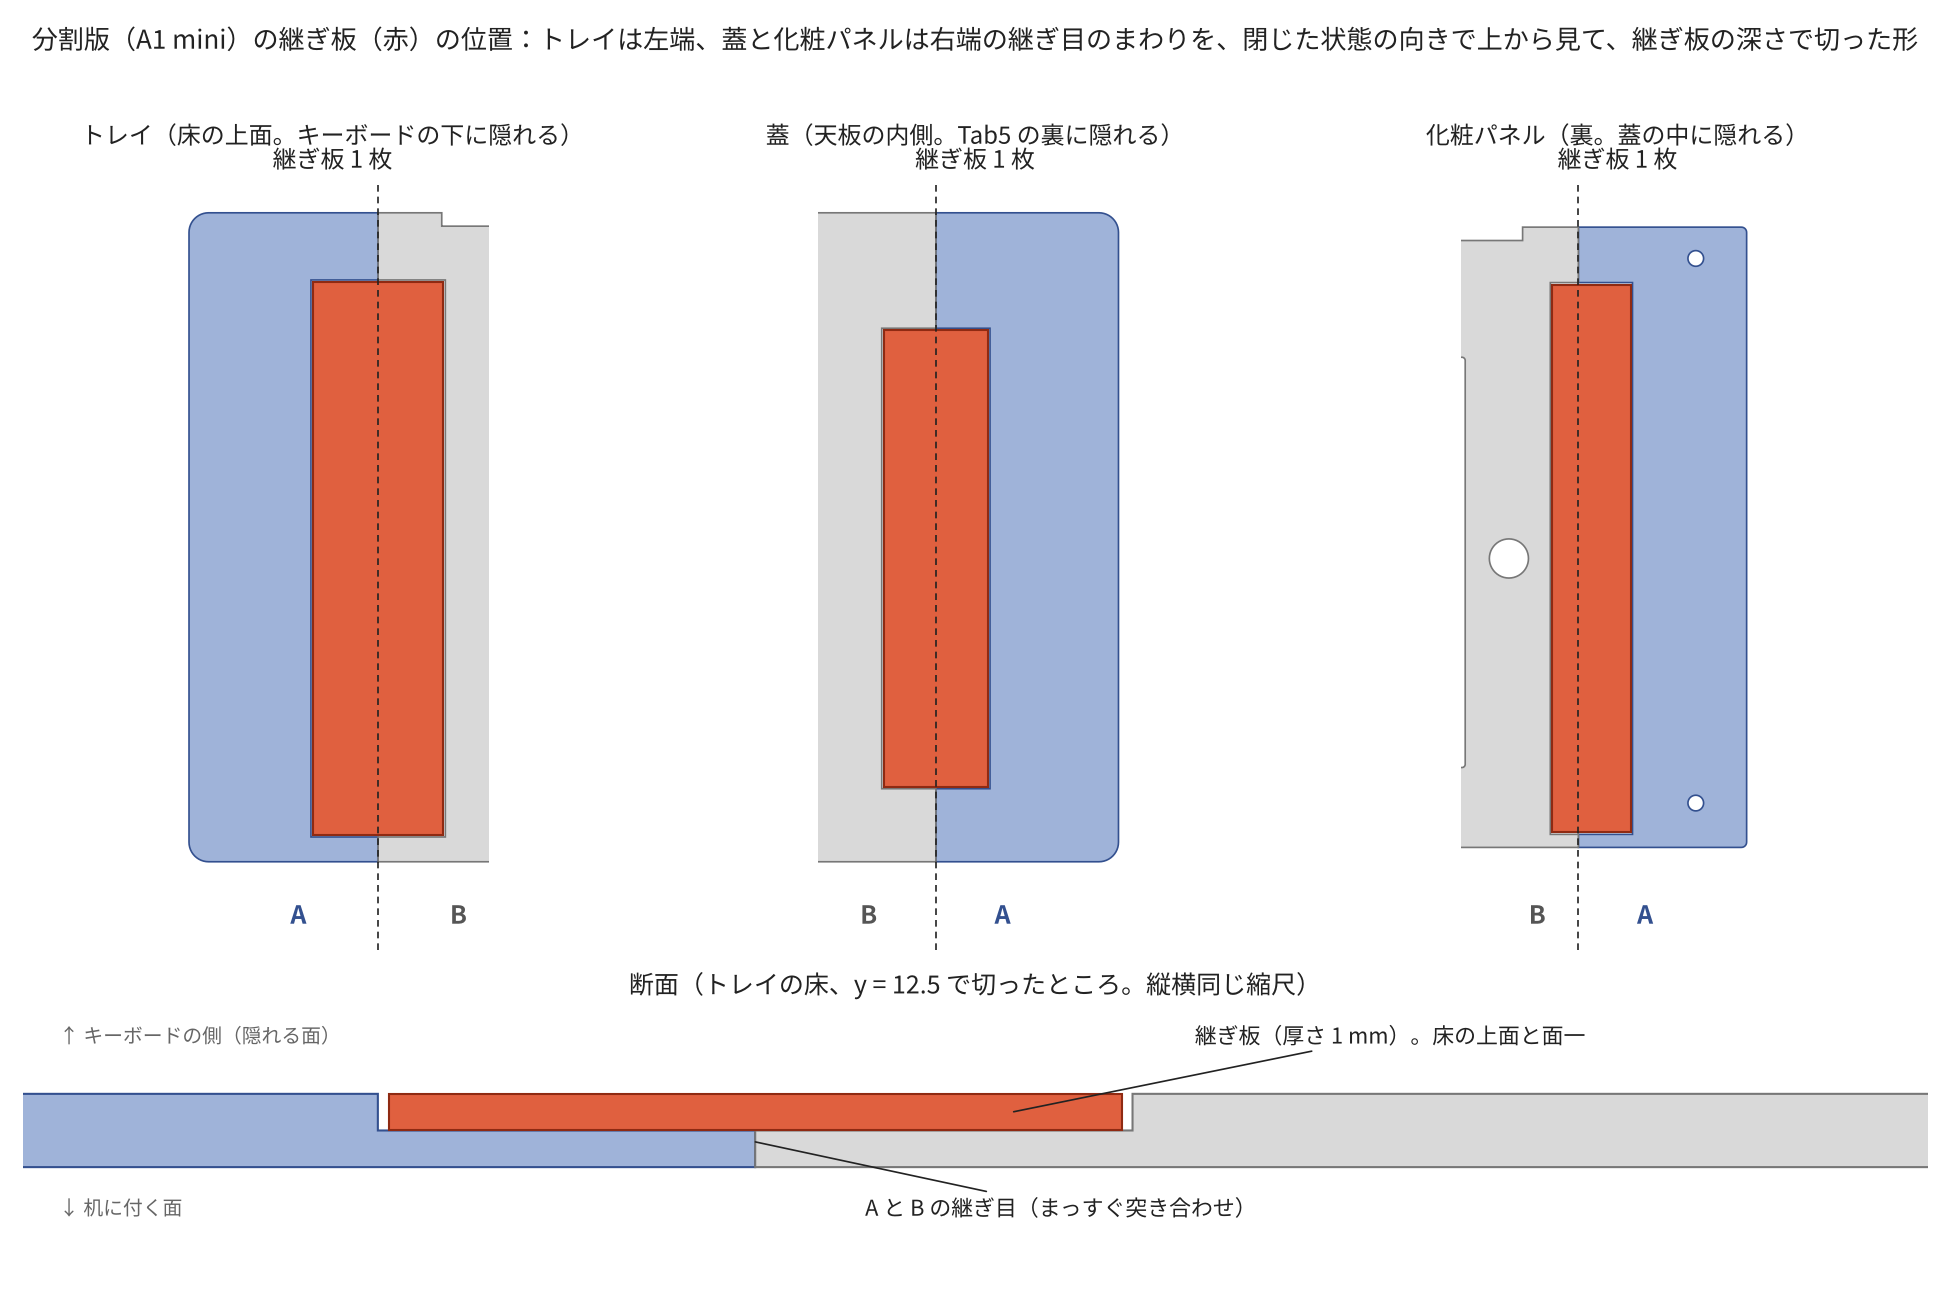 分割版（A1 mini）の継ぎ板（赤）の位置：トレイは左端、蓋と化粧パネルは右端の継ぎ目のまわりを、閉じた状態の向きで上から見て、継ぎ板の深さで切った形
トレイ（床の上面。キーボードの下に隠れる）
継ぎ板 1 枚
蓋（天板の内側。Tab5 の裏に隠れる）
継ぎ板 1 枚
化粧パネル（裏。蓋の中に隠れる）
継ぎ板 1 枚
A
B
B
A
B
A
断面（トレイの床、y = 12.5 で切ったところ。縦横同じ縮尺）
↑ キーボードの側（隠れる面）
継ぎ板（厚さ 1 mm）。床の上面と面一
↓ 机に付く面
A と B の継ぎ目（まっすぐ突き合わせ）